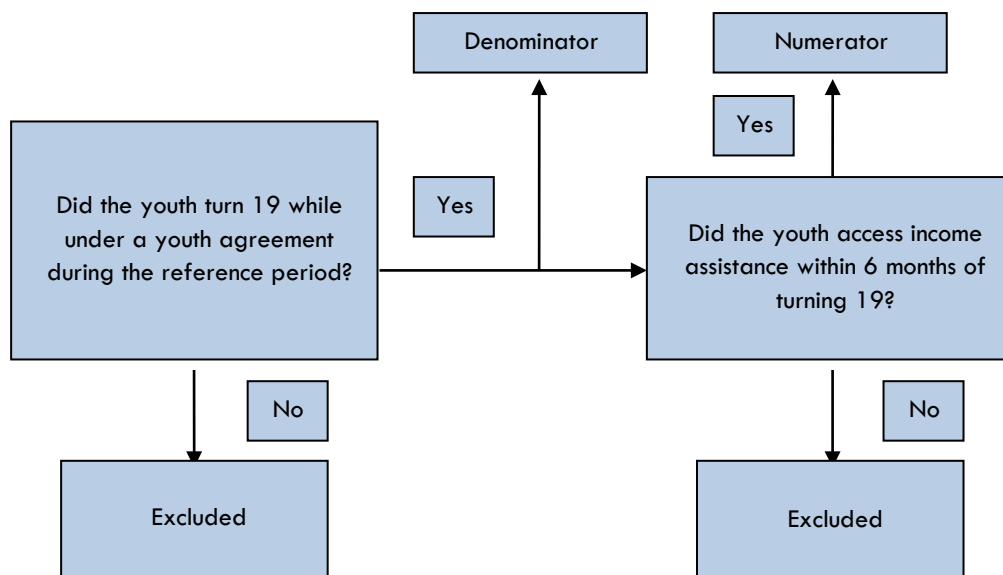 Denominator
Numerator
Yes
Did the youth turn 19 while
under a youth agreement
during the reference period?
Yes
Did the youth access income
assistance within 6 months of
turning 19?
No
No
Excluded
Excluded